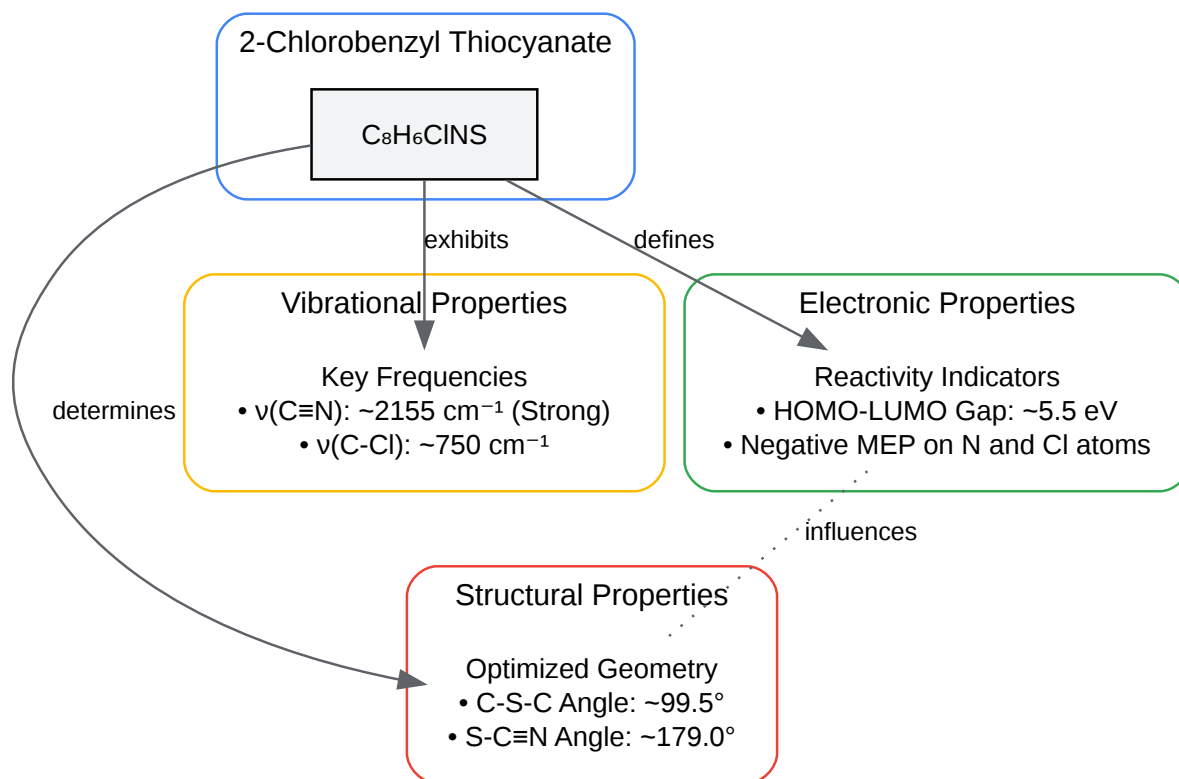 2-Chlorobenzyl Thiocyanate
C₈H₆ClNS
exhibits
defines
Vibrational Properties
Electronic Properties
Key Frequencies
• ν(C≡N): ~2155 cm⁻¹ (Strong)
• ν(C-Cl): ~750 cm⁻¹
Reactivity Indicators
• HOMO-LUMO Gap: ~5.5 eV
• Negative MEP on N and Cl atoms
determines
influences
Structural Properties
Optimized Geometry
• C-S-C Angle: ~99.5°
• S-C≡N Angle: ~179.0°